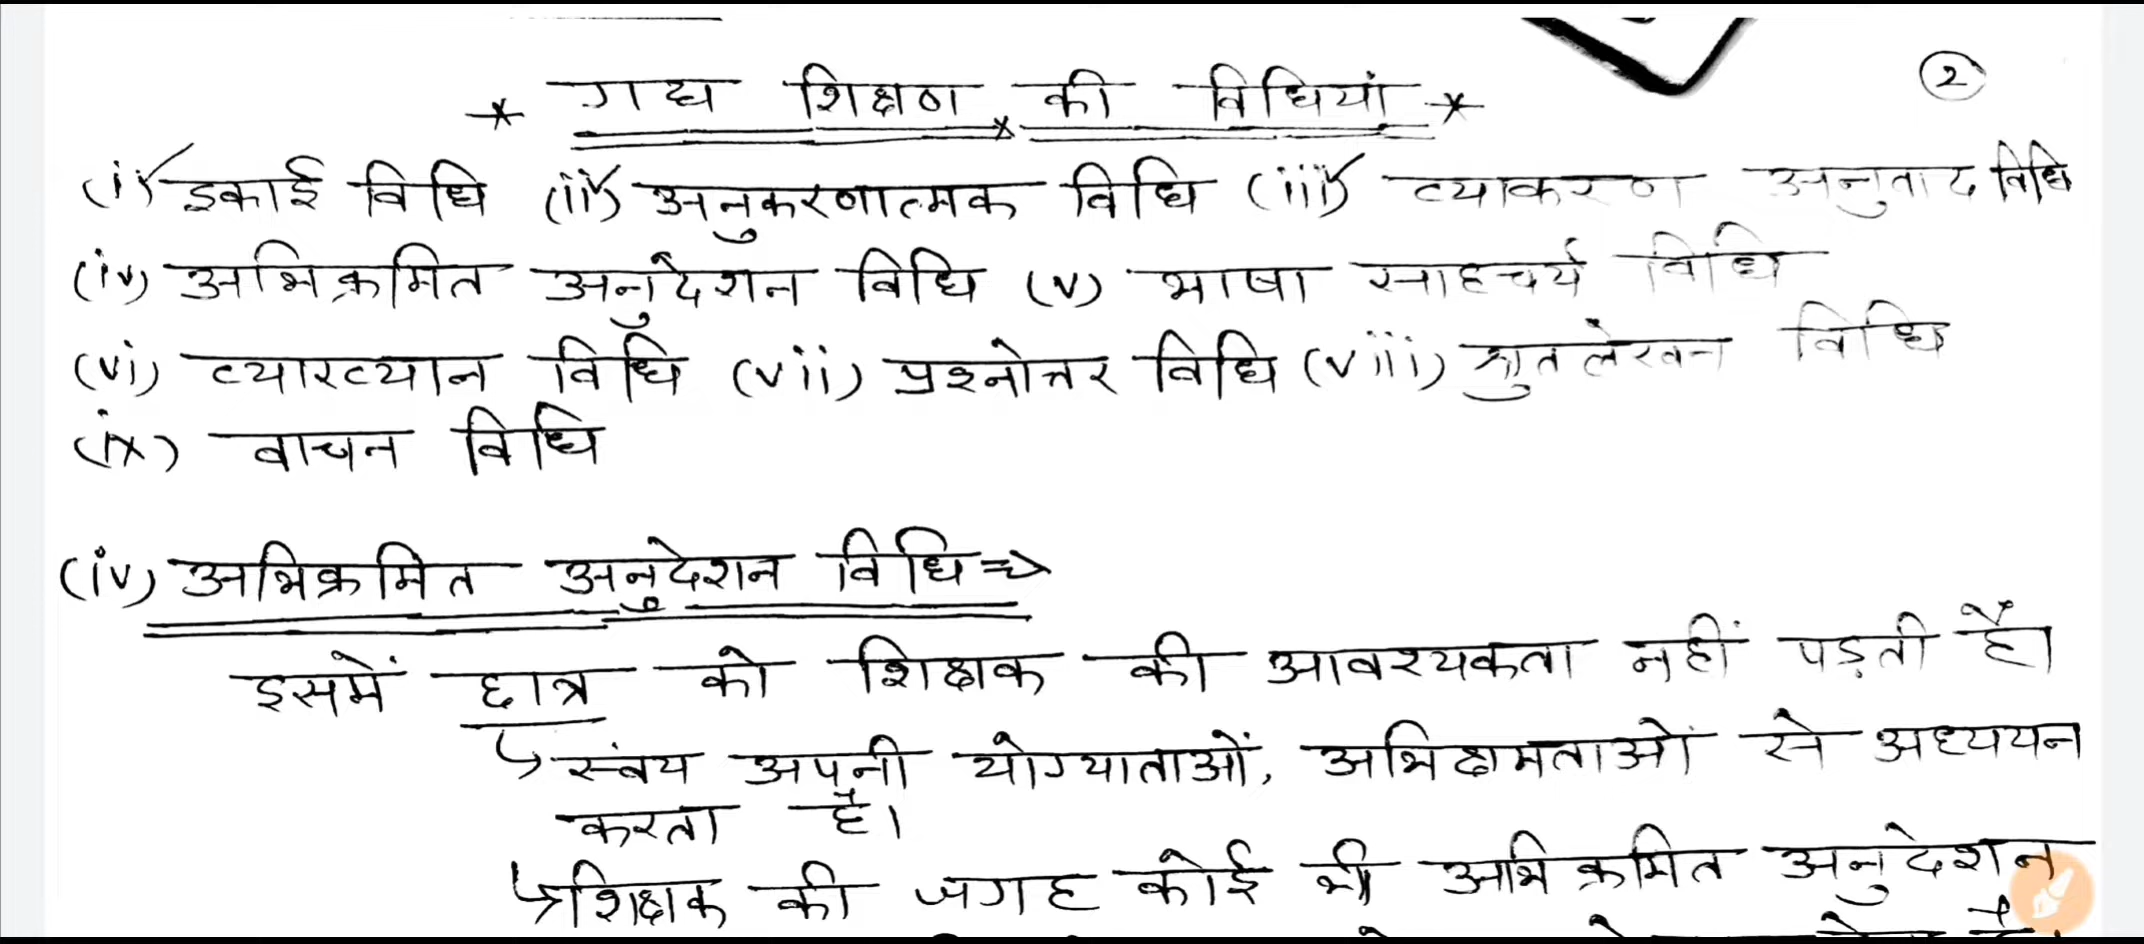 ②
* गद्य शिक्षण की विधियां *
(i) इकाई विधि (ii) अनुकरणात्मक विधि (iii) व्याकरण अनुवाद विधि
(iv) अभिक्रमित अनुदेशन विधि (v) भाषा साहचर्य विधि
(vi) व्याख्यान विधि (vii) प्रश्नोत्तर विधि (viii) श्रुतलेखन विधि
(ix) वाचन विधि
(iv) अभिक्रमित अनुदेशन विधि ⇒
इसमें छात्र को शिक्षक की आवश्यकता नहीं पड़ती है।
↳ स्वंय अपनी योग्याताओं, अभिक्षमताओं से अध्ययन
करता है।
↳ शिक्षक की जगह कोई भी अभिक्रमित अनुदेशन